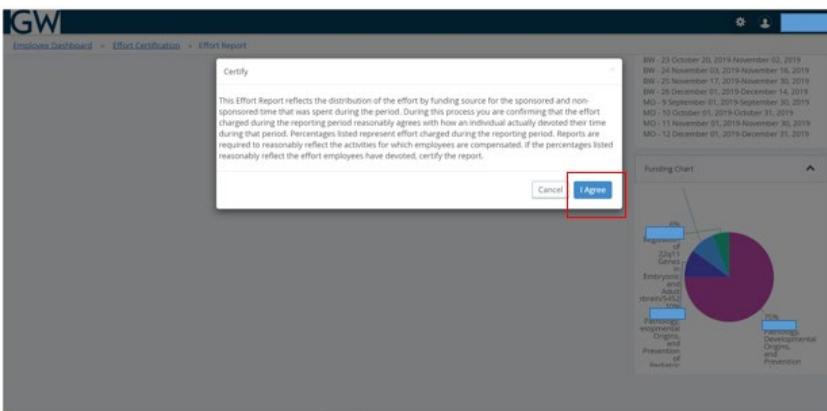 GW
Employee Dashboard » Effort Certification » Effort Report
Certify
This Effort Report reflects the distribution of the effort by funding source for the sponsored and non-
sponsored time that was spent during the period. During this process you are confirming that the effort
charged during the reporting period reasonably agrees with how an individual actually devoted their time
during that period. Percentages listed represent effort charged during the reporting period. Reports are
required to reasonably reflect the activities for which employees are compensated. If the percentages listed
reasonably reflect the effort employees have devoted, certify the report.
Cancel
I Agree
BW - 23 October 20, 2019-November 02, 2019
BW - 24 November 03, 2019-November 16, 2019
BW - 25 November 17, 2019-November 30, 2019
BW - 26 December 01, 2019-December 14, 2019
MO - 9 September 01, 2019-September 30, 2019
MO - 10 October 01, 2019-October 31, 2019
MO - 11 November 01, 2019-November 30, 2019
MO - 12 December 01, 2019-December 31, 2019
Funding Chart
6%
of
22q11
Genes
in
Embryonic
and
Adult
10%
Pathology,
Origins,
and
Prevention
of
Pediatric
75%
Pathology,
Developmental
Origins,
and
Prevention